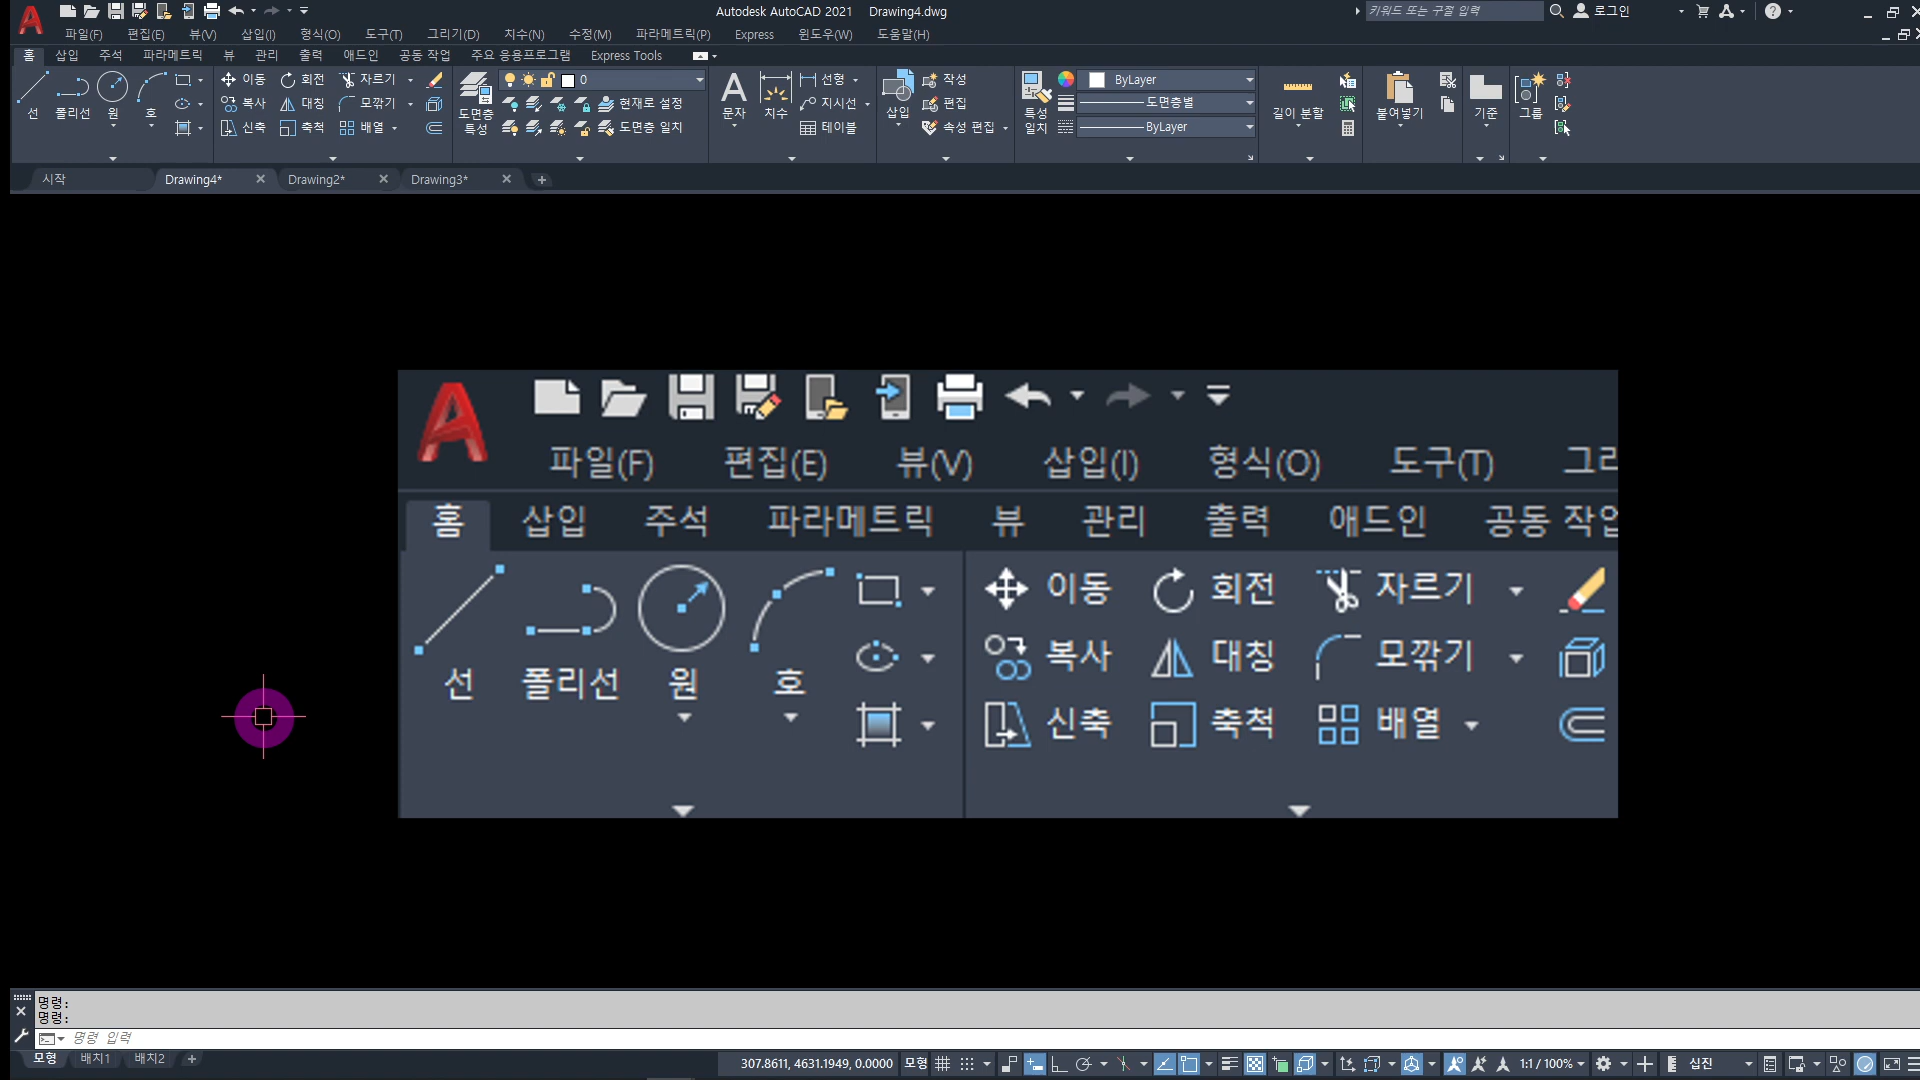 Autodesk AutoCAD 2021 Drawing4.dwg
키워드 또는 구절 입력
로그인
파일(F) 편집(E) 뷰(V) 삽입(I) 형식(O) 도구(T) 그리기(D) 치수(N) 수정(M) 파라메트릭(P) Express 윈도우(W) 도움말(H)
홈 삽입 주석 파라메트릭 뷰 관리 출력 애드인 공동 작업 주요 응용프로그램 Express Tools
이동 회전 자르기 0 선형 작성 ByLayer
복사 대칭 모깎기 현재로 설정 지시선 편집 도면층별
신축 축척 배열 도면층 일치 테이블 속성 편집 ByLayer
선 폴리선 원 호 도면층 특성 문자 치수 삽입 특성 일치 길이 분할 붙여넣기 기준 그룹
시작 Drawing4* Drawing2* Drawing3*
파일(F) 편집(E) 뷰(V) 삽입(I) 형식(O) 도구(T) 그리
홈 삽입 주석 파라메트릭 뷰 관리 출력 애드인 공동 작업
이동 회전 자르기
복사 대칭 모깎기
선 폴리선 원 호
신축 축척 배열
명령:
명령:
명령 입력
모형 배치1 배치2
307.8611, 4631.1949, 0.0000 모형 1:1 / 100% 십진